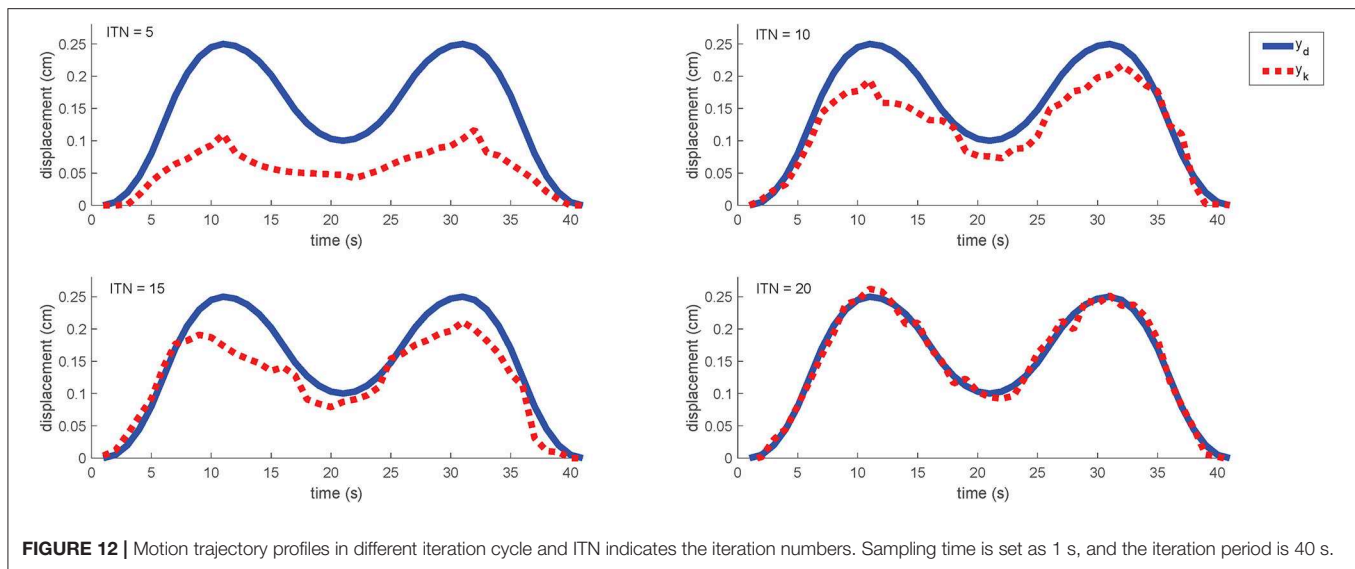 ITN = 5
0.25
0.2
0.15
0.1
0.05
0
displacement (cm)
0 5 10 15 20 25 30 35 40
time (s)
ITN = 10
0.25
0.2
0.15
0.1
0.05
0
displacement (cm)
0 5 10 15 20 25 30 35 40
time (s)
y_d
y_k
ITN = 15
0.25
0.2
0.15
0.1
0.05
0
displacement (cm)
0 5 10 15 20 25 30 35 40
time (s)
ITN = 20
0.25
0.2
0.15
0.1
0.05
0
displacement (cm)
0 5 10 15 20 25 30 35 40
time (s)
FIGURE 12 | Motion trajectory profiles in different iteration cycle and ITN indicates the iteration numbers. Sampling time is set as 1 s, and the iteration period is 40 s.